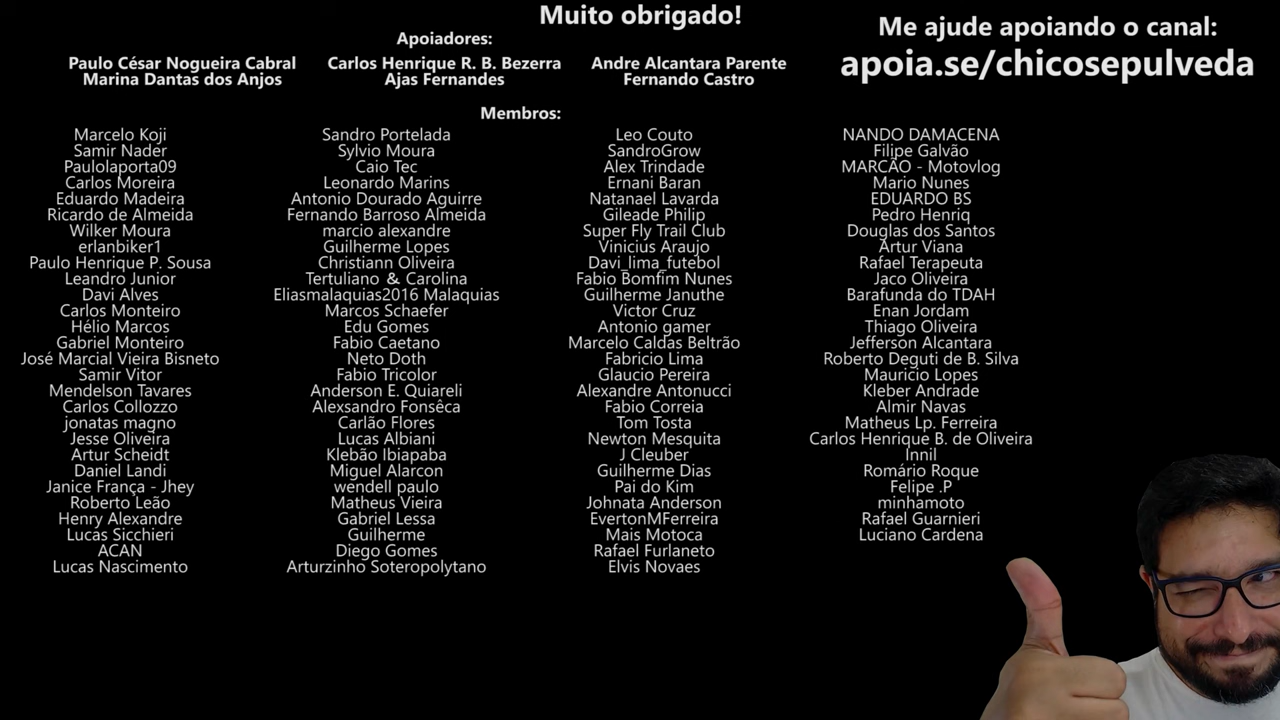 Muito obrigado!
Apoiadores:
Paulo César Nogueira Cabral
Marina Dantas dos Anjos
Carlos Henrique R. B. Bezerra
Ajas Fernandes
Andre Alcantara Parente
Fernando Castro
Me ajude apoiando o canal:
apoia.se/chicosepulveda
Membros:
Marcelo Koji
Samir Nader
Paulolaporta09
Carlos Moreira
Eduardo Madeira
Ricardo de Almeida
Wilker Moura
erlanbiker1
Paulo Henrique P. Sousa
Leandro Junior
Davi Alves
Carlos Monteiro
Hélio Marcos
Gabriel Monteiro
José Marcial Vieira Bisneto
Samir Vitor
Mendelson Tavares
Carlos Collozzo
jonatas magno
Jesse Oliveira
Artur Scheidt
Daniel Landi
Janice França - Jhey
Roberto Leão
Henry Alexandre
Lucas Sicchieri
ACAN
Lucas Nascimento
Sandro Portelada
Sylvio Moura
Caio Tec
Leonardo Marins
Antonio Dourado Aguirre
Fernando Barroso Almeida
marcio alexandre
Guilherme Lopes
Christiann Oliveira
Tertuliano & Carolina
Eliasmalaquias2016 Malaquias
Marcos Schaefer
Edu Gomes
Fabio Caetano
Neto Doth
Fabio Tricolor
Anderson E. Quiareli
Alexsandro Fonsêca
Carlão Flores
Lucas Albiani
Klebão Ibiapaba
Miguel Alarcon
wendell paulo
Matheus Vieira
Gabriel Lessa
Guilherme
Diego Gomes
Arturzinho Soteropolytano
Leo Couto
SandroGrow
Alex Trindade
Ernani Baran
Natanael Lavarda
Gileade Philip
Super Fly Trail Club
Vinicius Araujo
Davi_lima_futebol
Fabio Bomfim Nunes
Guilherme Januthe
Victor Cruz
Antonio gamer
Marcelo Caldas Beltrão
Fabricio Lima
Glaucio Pereira
Alexandre Antonucci
Fabio Correia
Tom Tosta
Newton Mesquita
J Cleuber
Guilherme Dias
Pai do Kim
Johnata Anderson
EvertonMFerreira
Mais Motoca
Rafael Furlaneto
Elvis Novaes
NANDO DAMACENA
Filipe Galvão
MARCÃO - Motovlog
Mario Nunes
EDUARDO BS
Pedro Henriq
Douglas dos Santos
Artur Viana
Rafael Terapeuta
Jaco Oliveira
Barafunda do TDAH
Enan Jordam
Thiago Oliveira
Jefferson Alcantara
Roberto Deguti de B. Silva
Mauricio Lopes
Kleber Andrade
Almir Navas
Matheus Lp. Ferreira
Carlos Henrique B. de Oliveira
Innil
Romário Roque
Felipe .P
minhamoto
Rafael Guarnieri
Luciano Cardena